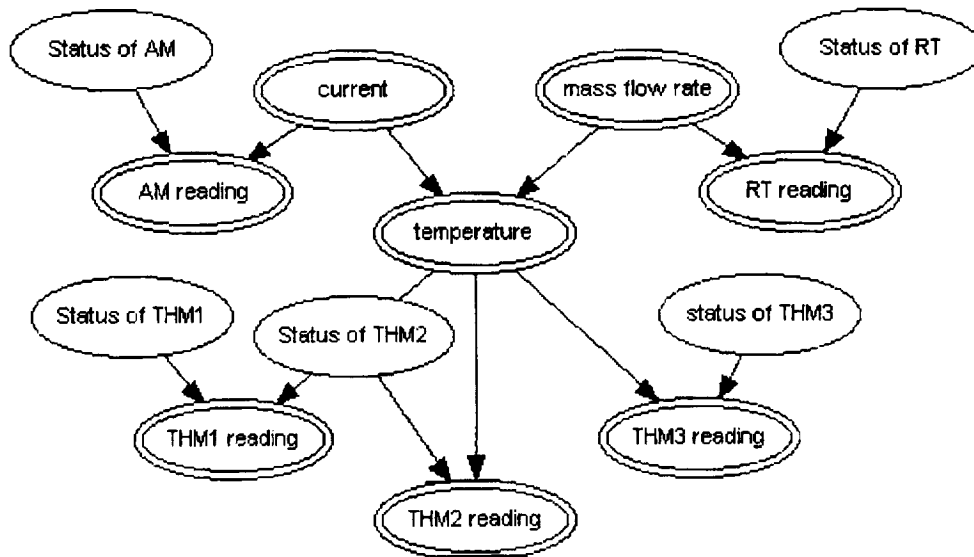 Status of AM
Status of RT
current
mass flow rate
AM reading
RT reading
temperature
Status of THM1
Status of THM2
status of THM3
THM1 reading
THM3 reading
THM2 reading